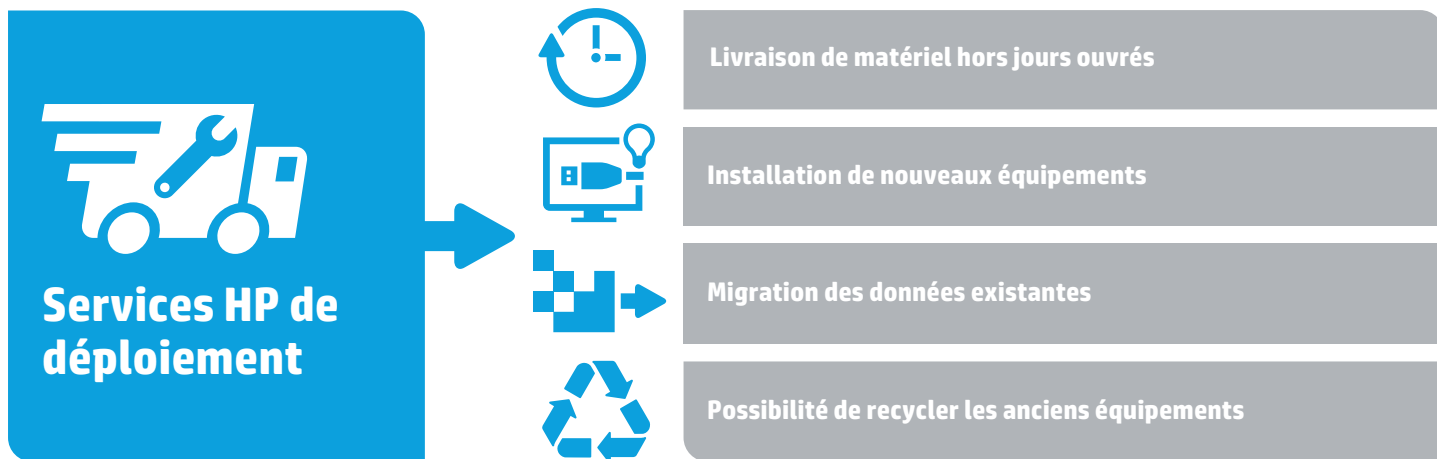 Services HP de
déploiement
Livraison de matériel hors jours ouvrés
Installation de nouveaux équipements
Migration des données existantes
Possibilité de recycler les anciens équipements